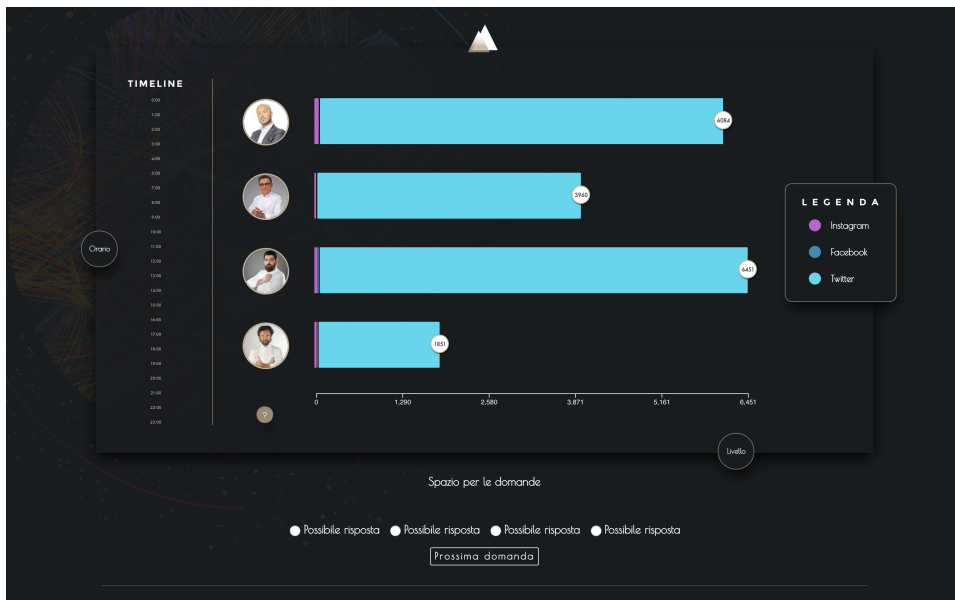 TIMELINE
0:00
1:00
2:00
3:00
4:00
5:00
7:00
8:00
9:00
10:00
11:00
12:00
13:00
14:00
15:00
16:00
17:00
18:00
19:00
20:00
21:00
22:00
23:00
Orario
6084
3960
6451
1851
?
0 1,290 2,580 3,871 5,161 6,451
LEGENDA
Instagram
Facebook
Twitter
Livello
Spazio per le domande
Possibile risposta Possibile risposta Possibile risposta Possibile risposta
Prossima domanda